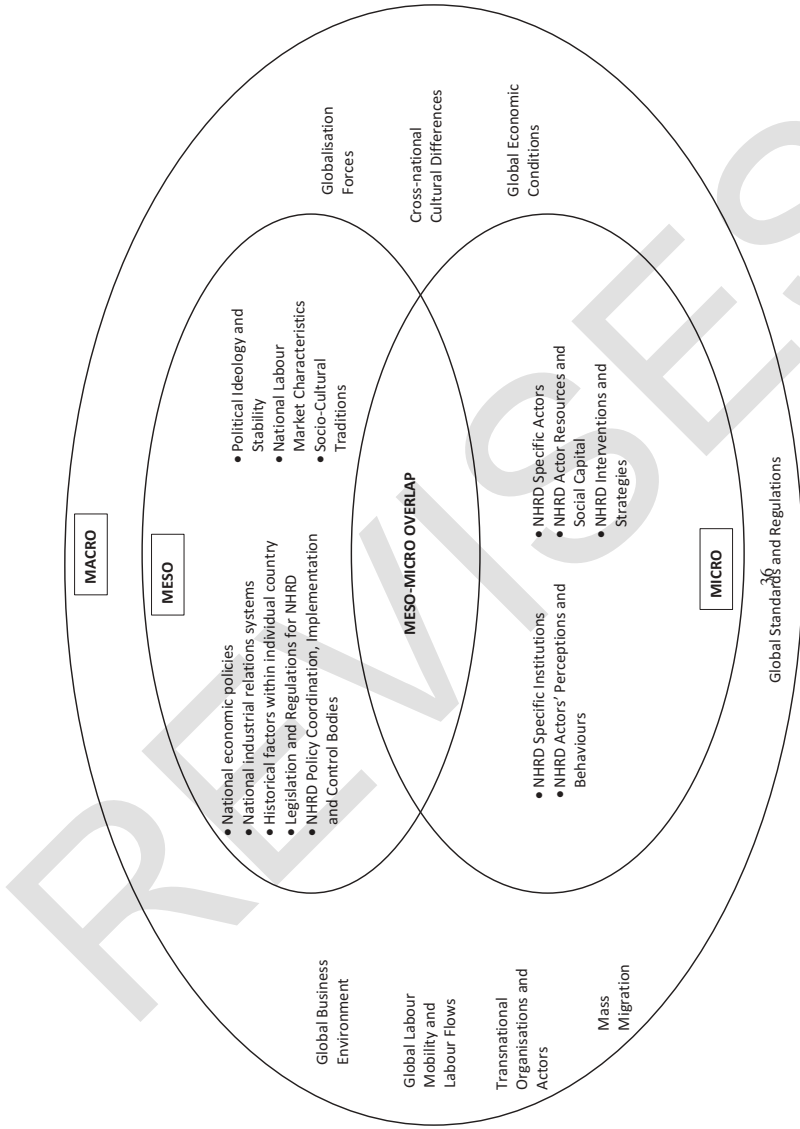 MACRO
MESO
• National economic policies
• National industrial relations systems
• Historical factors within individual country
• Legislation and Regulations for NHRD
• NHRD Policy Coordination, Implementation
and Control Bodies
• Political Ideology and
Stability
• National Labour
Market Characteristics
• Socio-Cultural
Traditions
MESO-MICRO OVERLAP
• NHRD Specific Institutions
• NHRD Actors’ Perceptions and
Behaviours
• NHRD Specific Actors
• NHRD Actor Resources and
Social Capital
• NHRD Interventions and
Strategies
MICRO
Global Business
Environment
Global Labour
Mobility and
Labour Flows
Transnational
Organisations and
Actors
Mass
Migration
Globalisation
Forces
Cross-national
Cultural Differences
Global Economic
Conditions
Global Standards and Regulations
36
REVISES